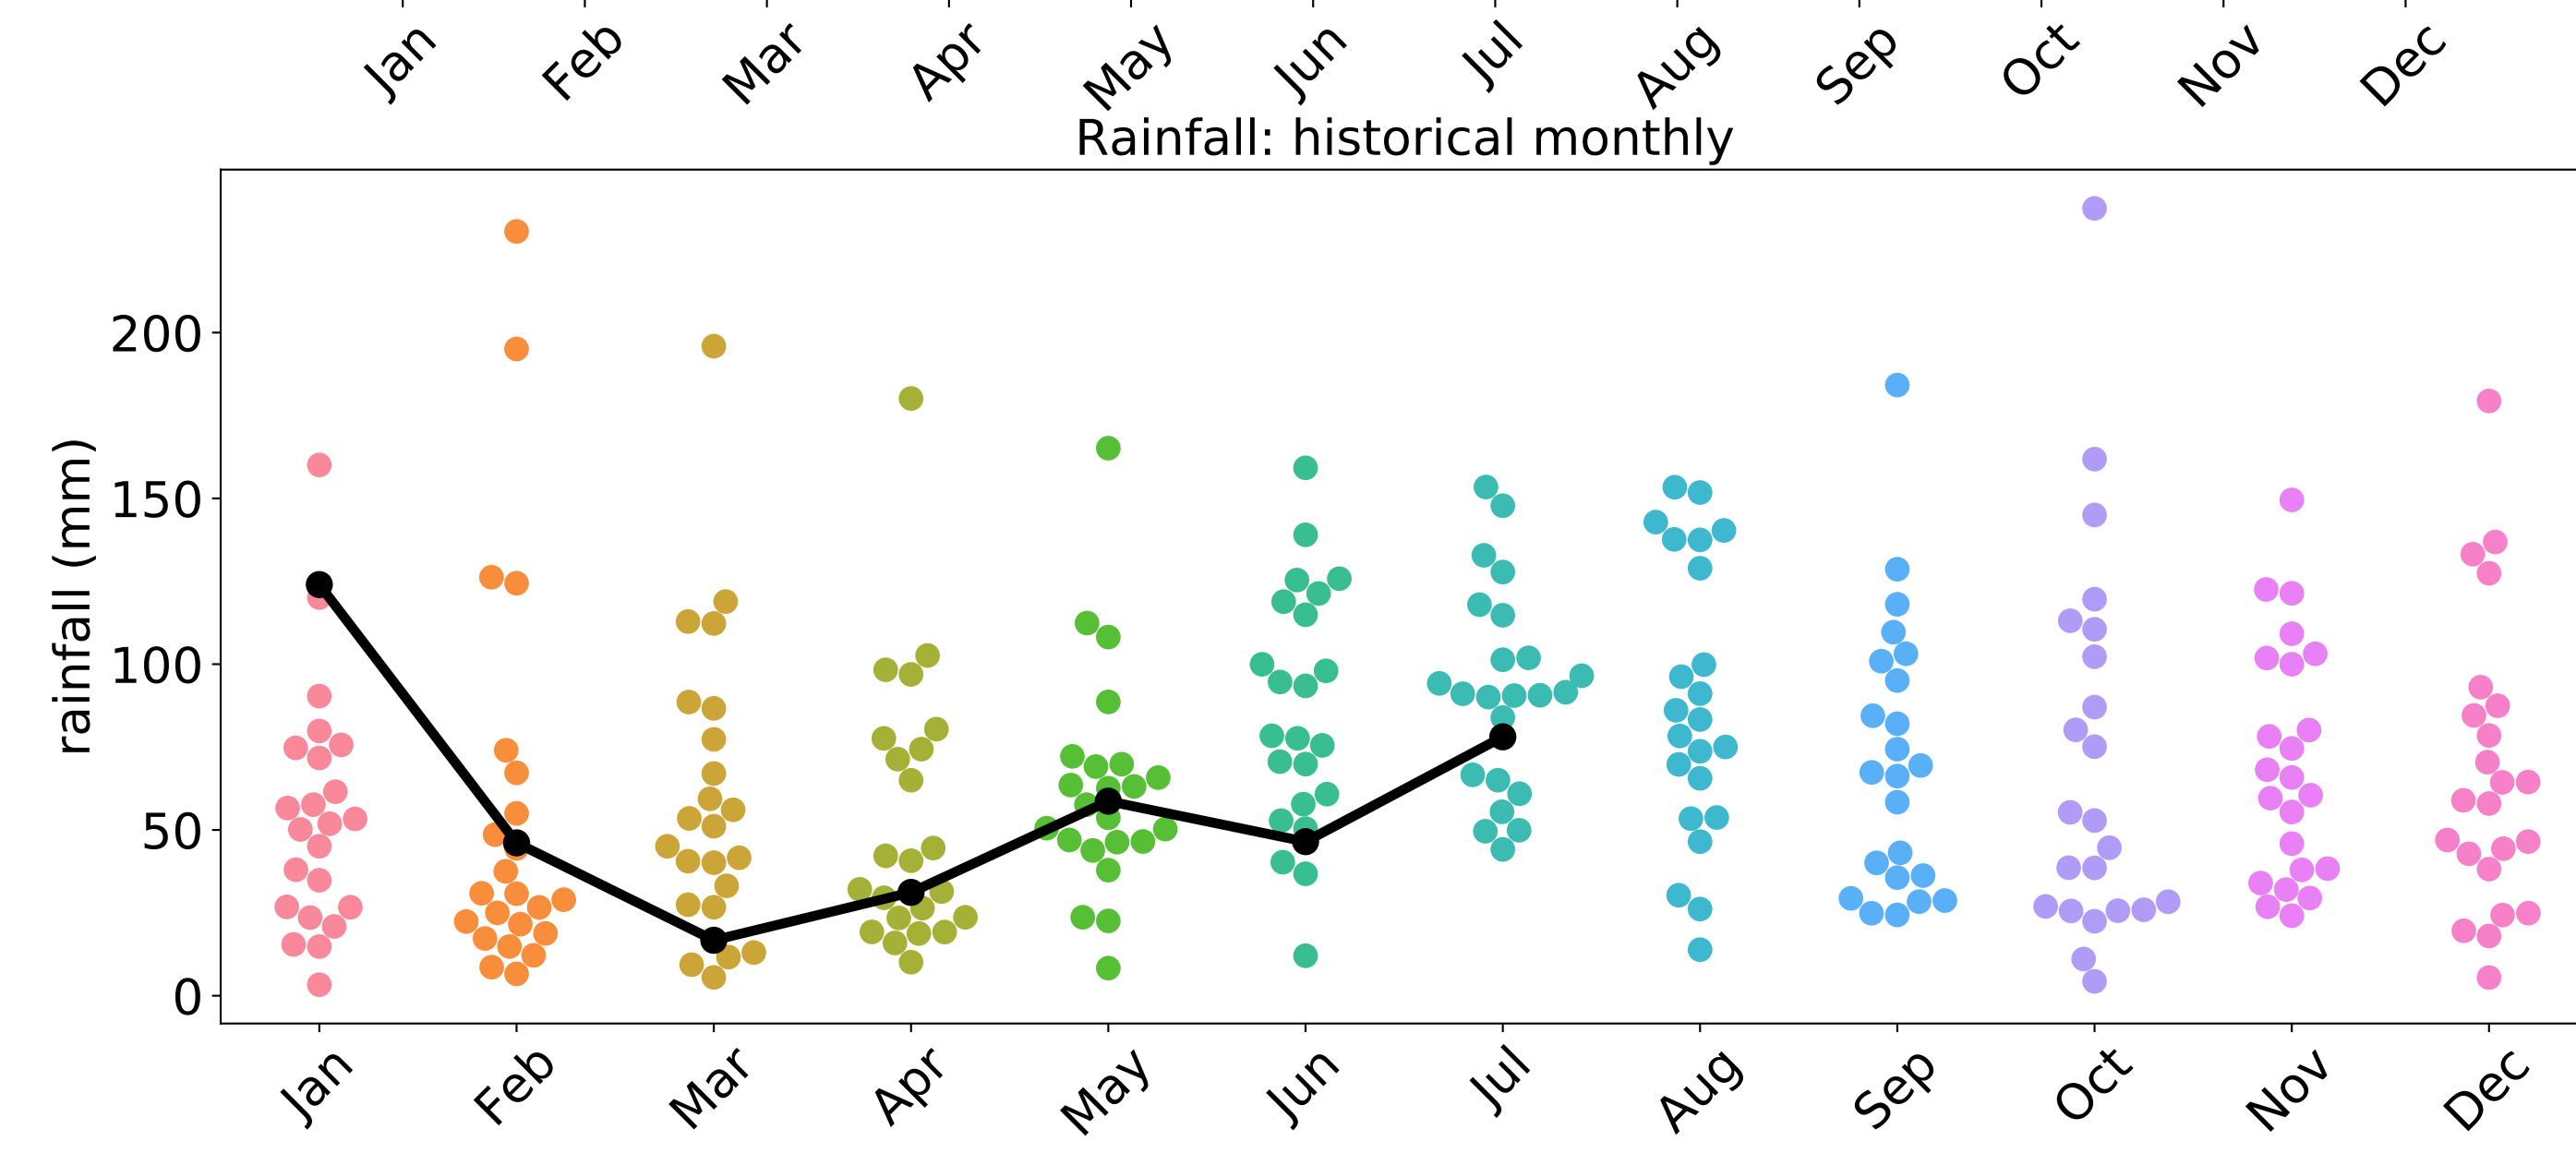 Jan Feb Mar Apr May Jun Jul Aug Sep Oct Nov Dec
Rainfall: historical monthly
rainfall (mm)
200
150
100
50
0
Jan Feb Mar Apr May Jun Jul Aug Sep Oct Nov Dec